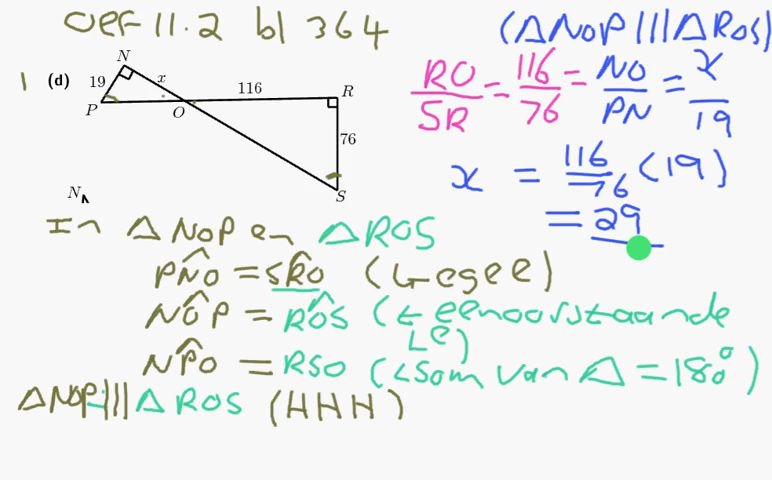 Oef 11.2 bl 364
(ΔNOP ||| ΔROS)
1 (d)
N
19
x
116
R
P
O
76
S
N
RO/SR = 116/76 = NO/PN = x/19
x = 116/76 (19)
= 29
In ΔNOP en ΔROS
PN̂O = SR̂O (Gegee)
NÔP = RÔS (t eenoorstaande
∠e)
NP̂O = RSO (∠som van Δ = 180°)
ΔNOP ||| ΔROS (HHH)